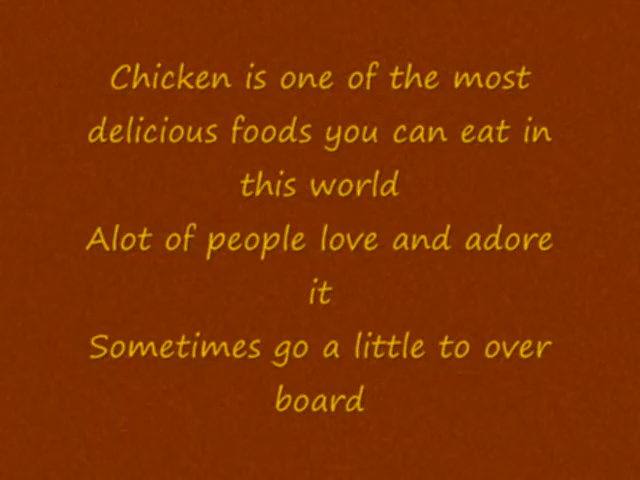 Chicken is one of the most
delicious foods you can eat in
this world
Alot of people love and adore
it
Sometimes go a little to over
board